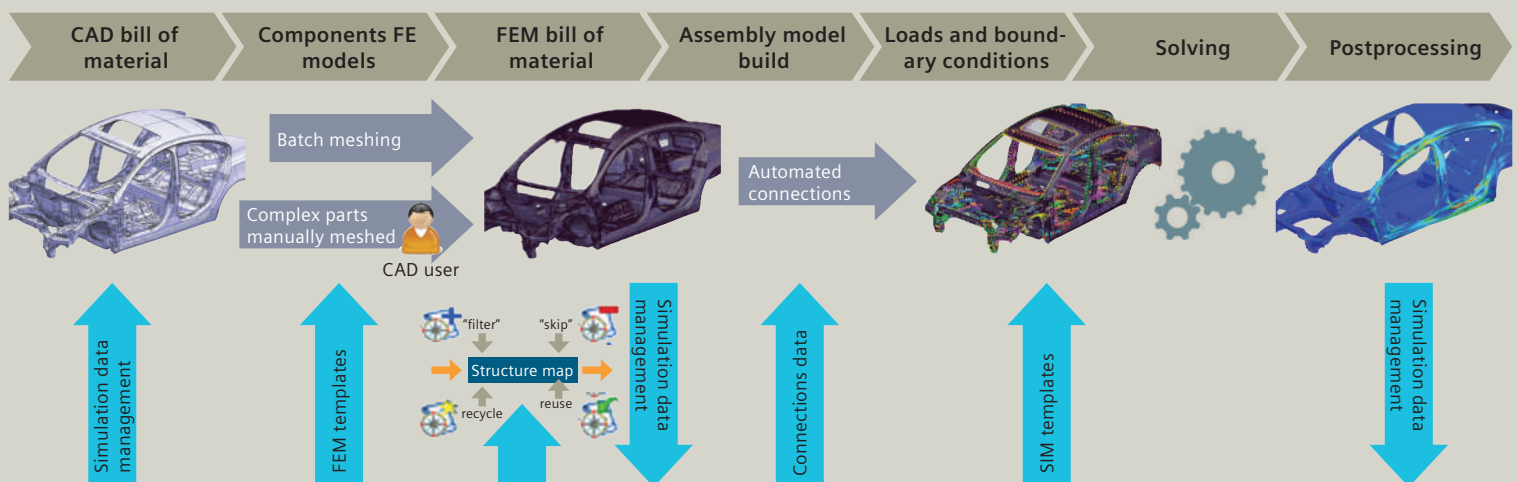 CAD bill of
material
Components FE
models
FEM bill of
material
Assembly model
build
Loads and bound-
ary conditions
Solving
Postprocessing
Batch meshing
Complex parts
manually meshed
CAD user
Automated
connections
Simulation data
management
FEM templates
"filter"
"skip"
Structure map
recycle
reuse
Simulation data
management
Connections data
SIM templates
Simulation data
management